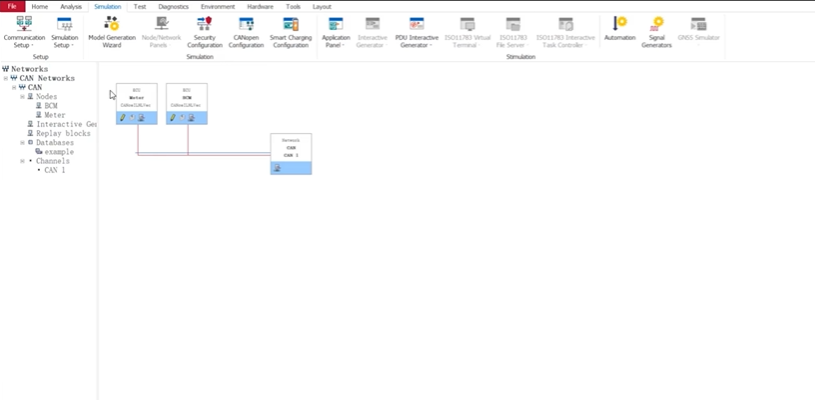 File Home Analysis Simulation Test Diagnostics Environment Hardware Tools Layout
Communication Setup
Simulation Setup
Model Generation Wizard
Node/Network Panels
Security Configuration
CANopen Configuration
Smart Charging Configuration
Application Panel
Interactive Generator
PDU Interactive Generator
ISO11783 Virtual Terminal
ISO11783 File Server
ISO11783 Interactive Task Controller
Automation
Signal Generators
GNSS Simulator
Setup Simulation Stimulation
Networks
CAN Networks
CAN
Nodes
BCM
Meter
Interactive Ge
Replay blocks
Databases
example
Channels
CAN 1
ECU
Meter
ECU
BCM
Network
CAN
CAN 1